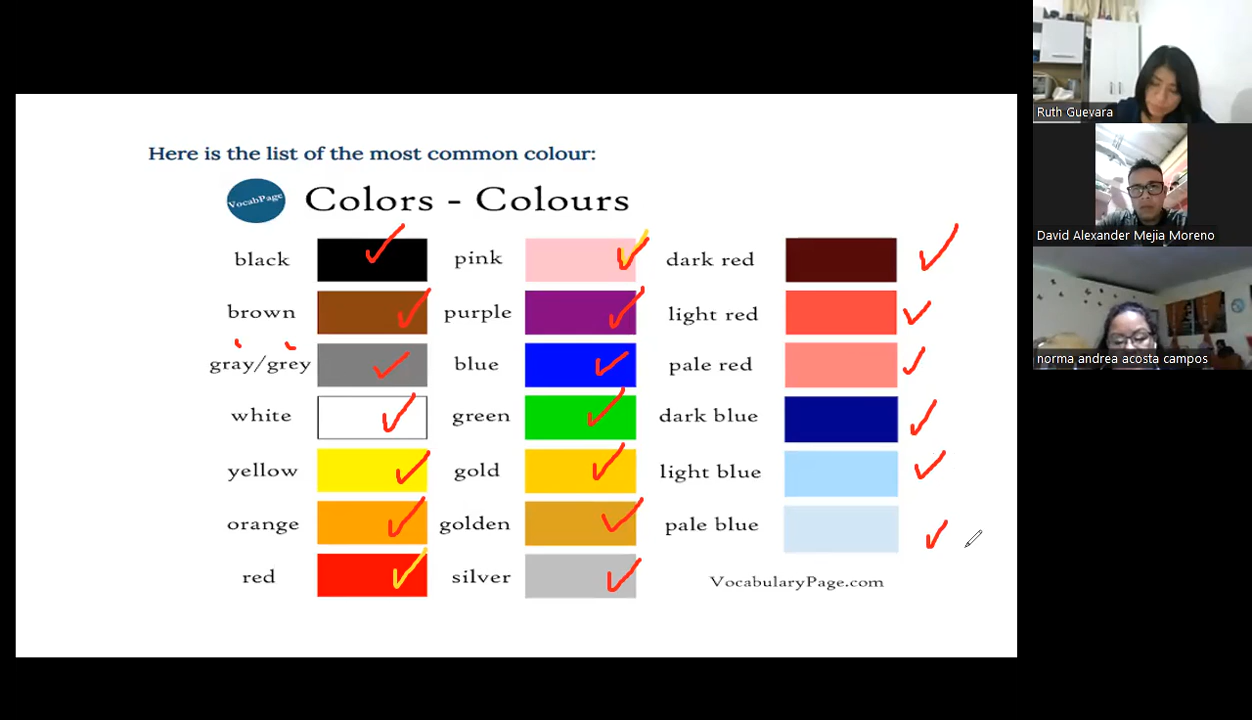 Here is the list of the most common colour:
VocabPage
Colors - Colours
black
brown
gray/grey
white
yellow
orange
red
pink
purple
blue
green
gold
golden
silver
dark red
light red
pale red
dark blue
light blue
pale blue
VocabularyPage.com
Ruth Guevara
David Alexander Mejia Moreno
norma andrea acosta campos